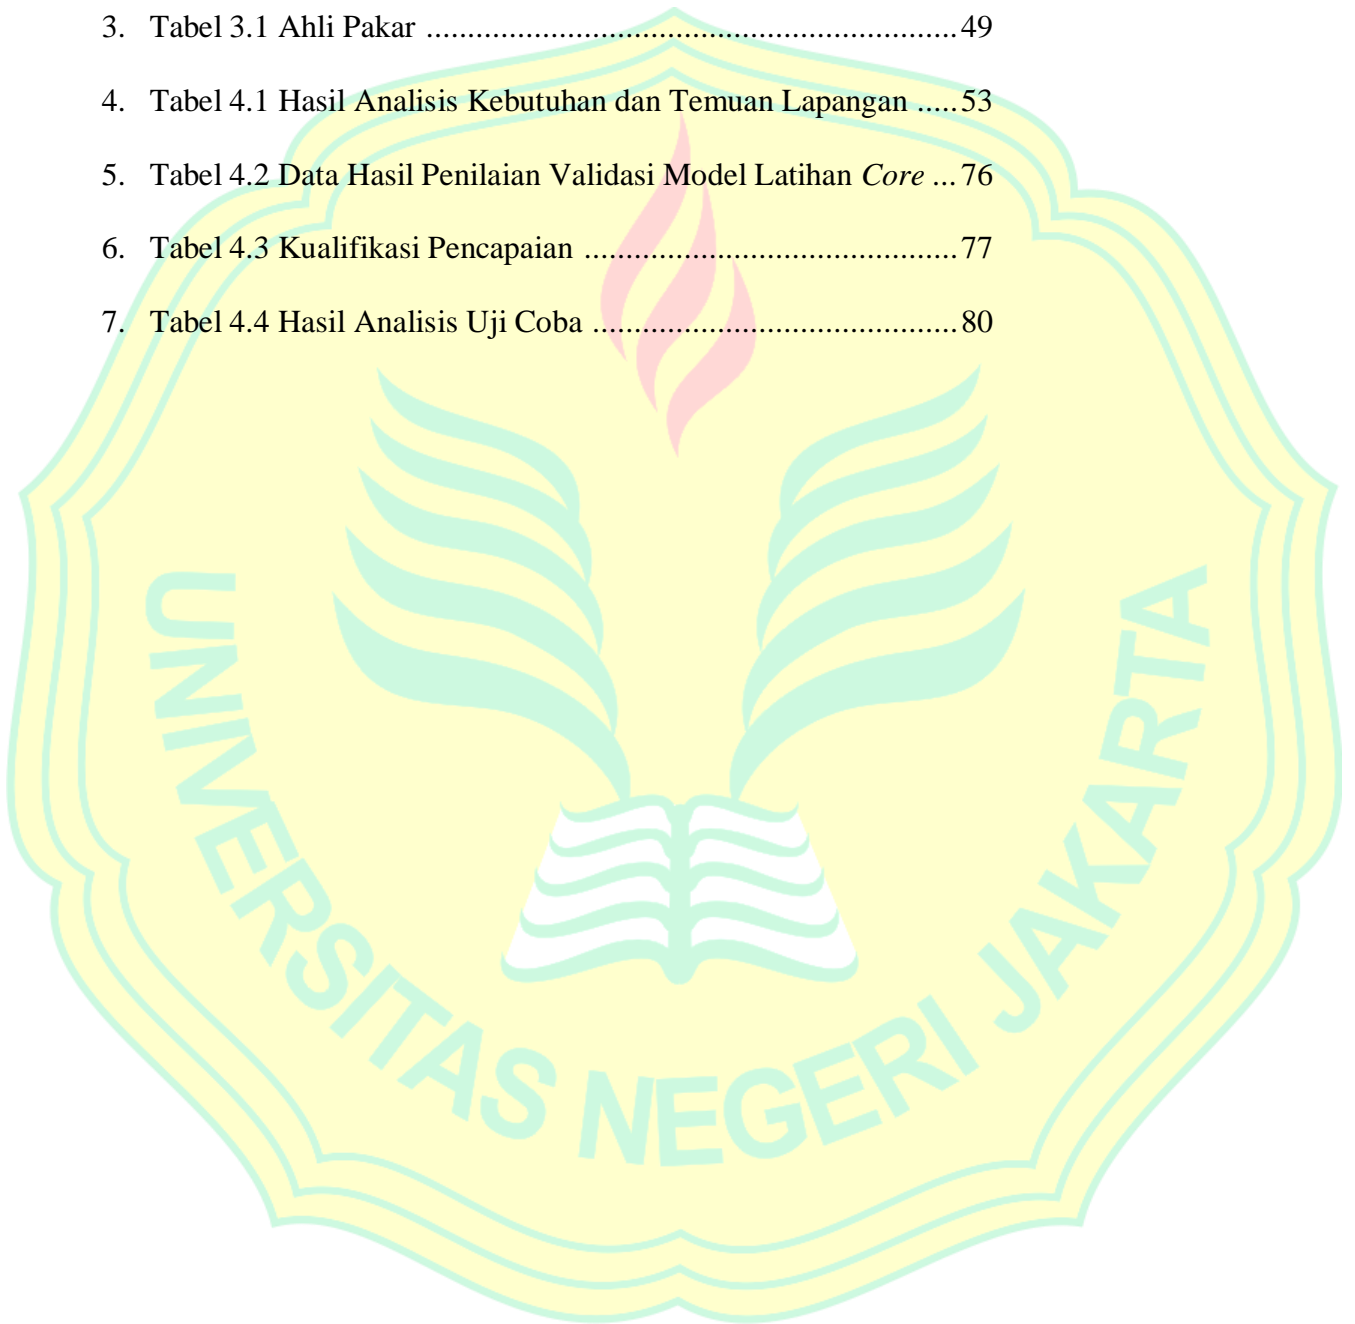 3. Tabel 3.1 Ahli Pakar ................................................................ 49
4. Tabel 4.1 Hasil Analisis Kebutuhan dan Temuan Lapangan ..... 53
5. Tabel 4.2 Data Hasil Penilaian Validasi Model Latihan Core ... 76
6. Tabel 4.3 Kualifikasi Pencapaian ............................................. 77
7. Tabel 4.4 Hasil Analisis Uji Coba ............................................ 80
UNIVERSITAS NEGERI JAKARTA